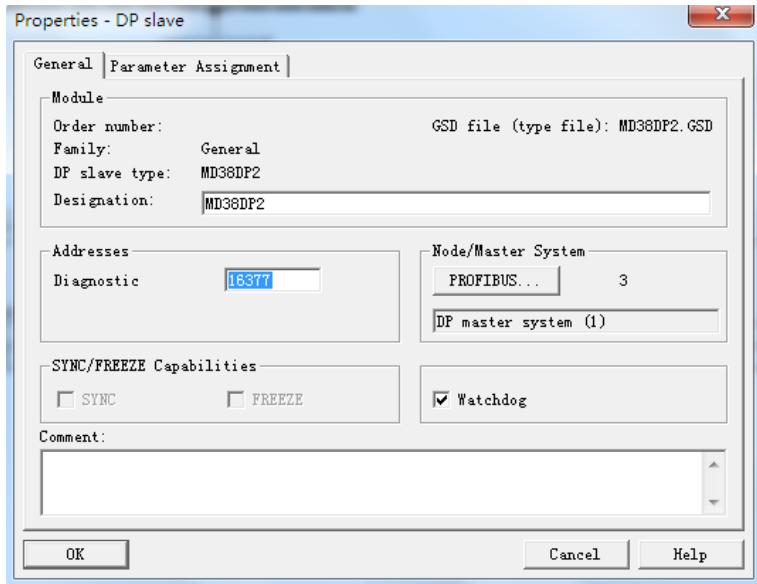 Properties - DP slave
General Parameter Assignment
Module
Order number: GSD file (type file): MD38DP2.GSD
Family: General
DP slave type: MD38DP2
Designation: MD38DP2
Addresses
Diagnostic 16377
Node/Master System
PROFIBUS... 3
DP master system (1)
SYNC/FREEZE Capabilities
SYNC FREEZE
Watchdog
Comment:
OK Cancel Help